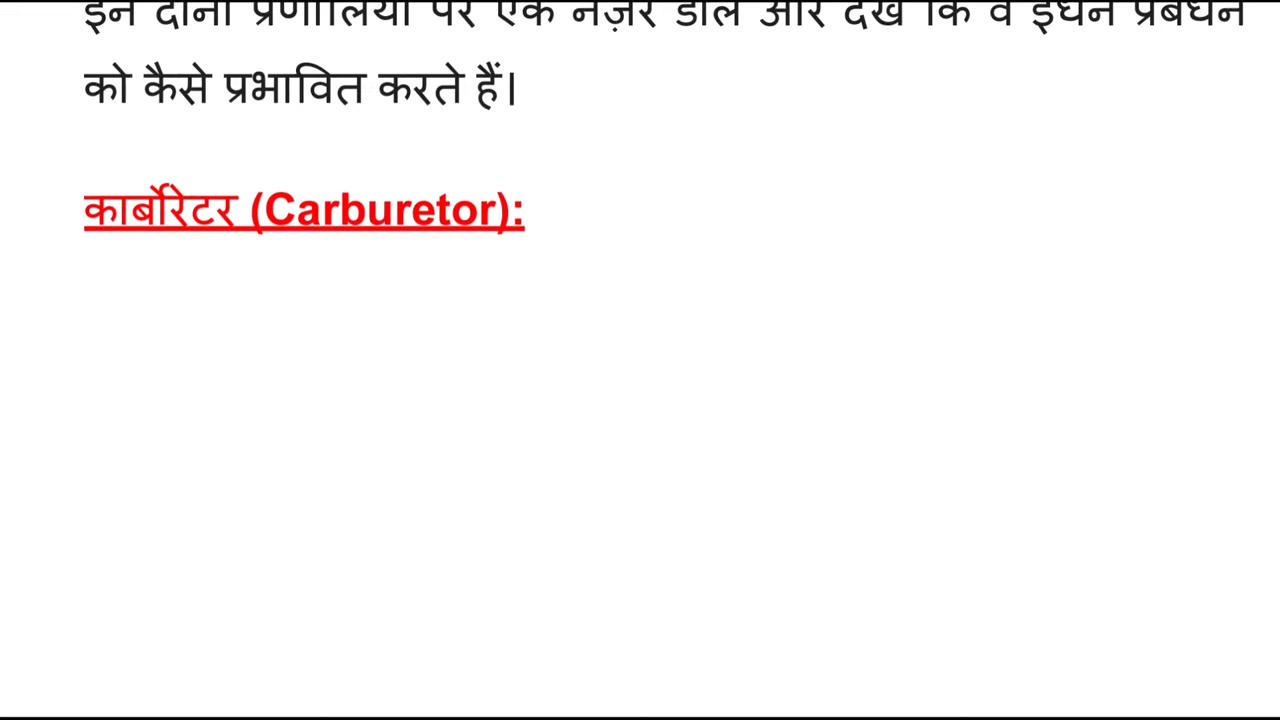 इन दोनों प्रणालियों पर एक नज़र डालें और देखें कि वे ईंधन प्रबंधन
को कैसे प्रभावित करते हैं।
कार्बोरेटर (Carburetor):